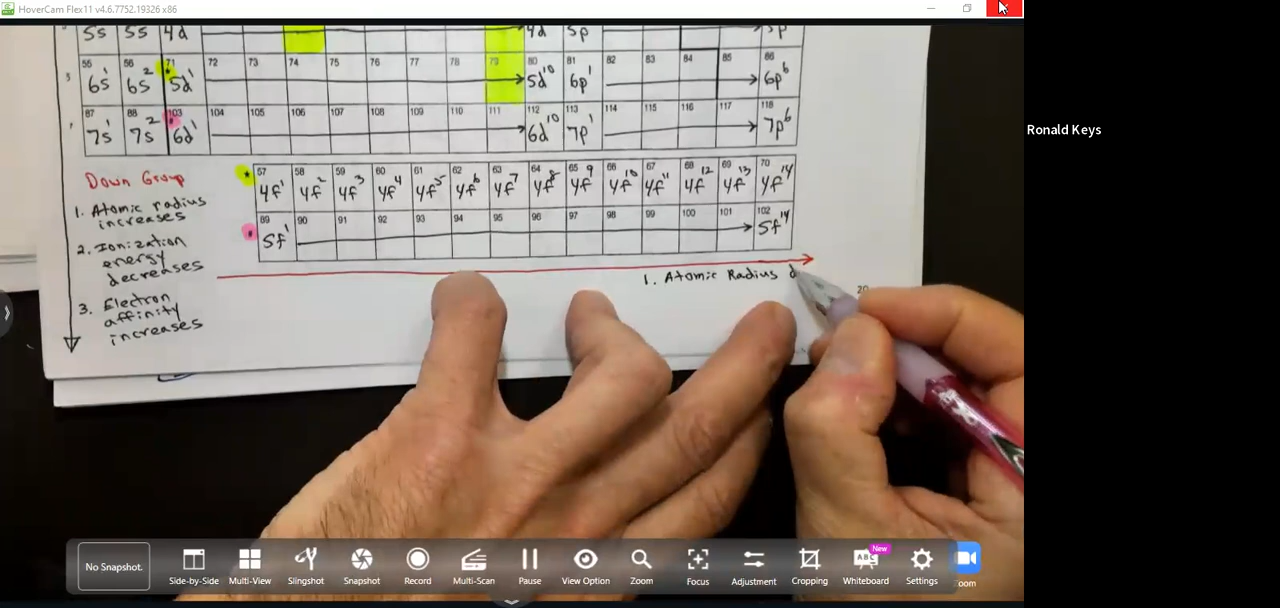 HoverCam Flex11 v4.6.7752.19326 x86
5s 5s 4d 4d 5p 5p
55 56 71 72 73 74 75 76 77 78 79 80 81 82 83 84 85 86
6s¹ 6s² 5d¹ 5d¹⁰ 6p¹ 6p⁶
87 88 103 104 105 106 107 108 109 110 111 112 113 114 115 116 117 118
7s¹ 7s² 6d¹ 6d¹⁰ 7p¹ 7p⁶
57 58 59 60 61 62 63 64 65 66 67 68 69 70
4f¹ 4f² 4f³ 4f⁴ 4f⁵ 4f⁶ 4f⁷ 4f⁸ 4f⁹ 4f¹⁰ 4f¹¹ 4f¹² 4f¹³ 4f¹⁴
89 90 91 92 93 94 95 96 97 98 99 100 101 102
5f¹ 5f¹⁴
Down Group
1. Atomic radius
increases
2. Ionization
energy
decreases
3. Electron
affinity
increases
1. Atomic Radius d
20
Ronald Keys
No Snapshot.
Side-by-Side
Multi-View
Slingshot
Snapshot
Record
Multi-Scan
Pause
View Option
Zoom
Focus
Adjustment
Cropping
New
ABC
Whiteboard
Settings
Zoom